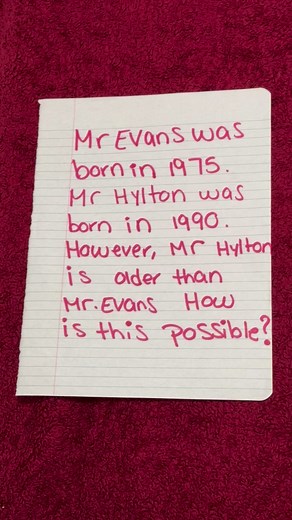 Mr Evans was
born in 1975.
Mr Hylton was
born in 1990.
However, Mr Hylton
is older than
Mr.Evans How
is this possible?